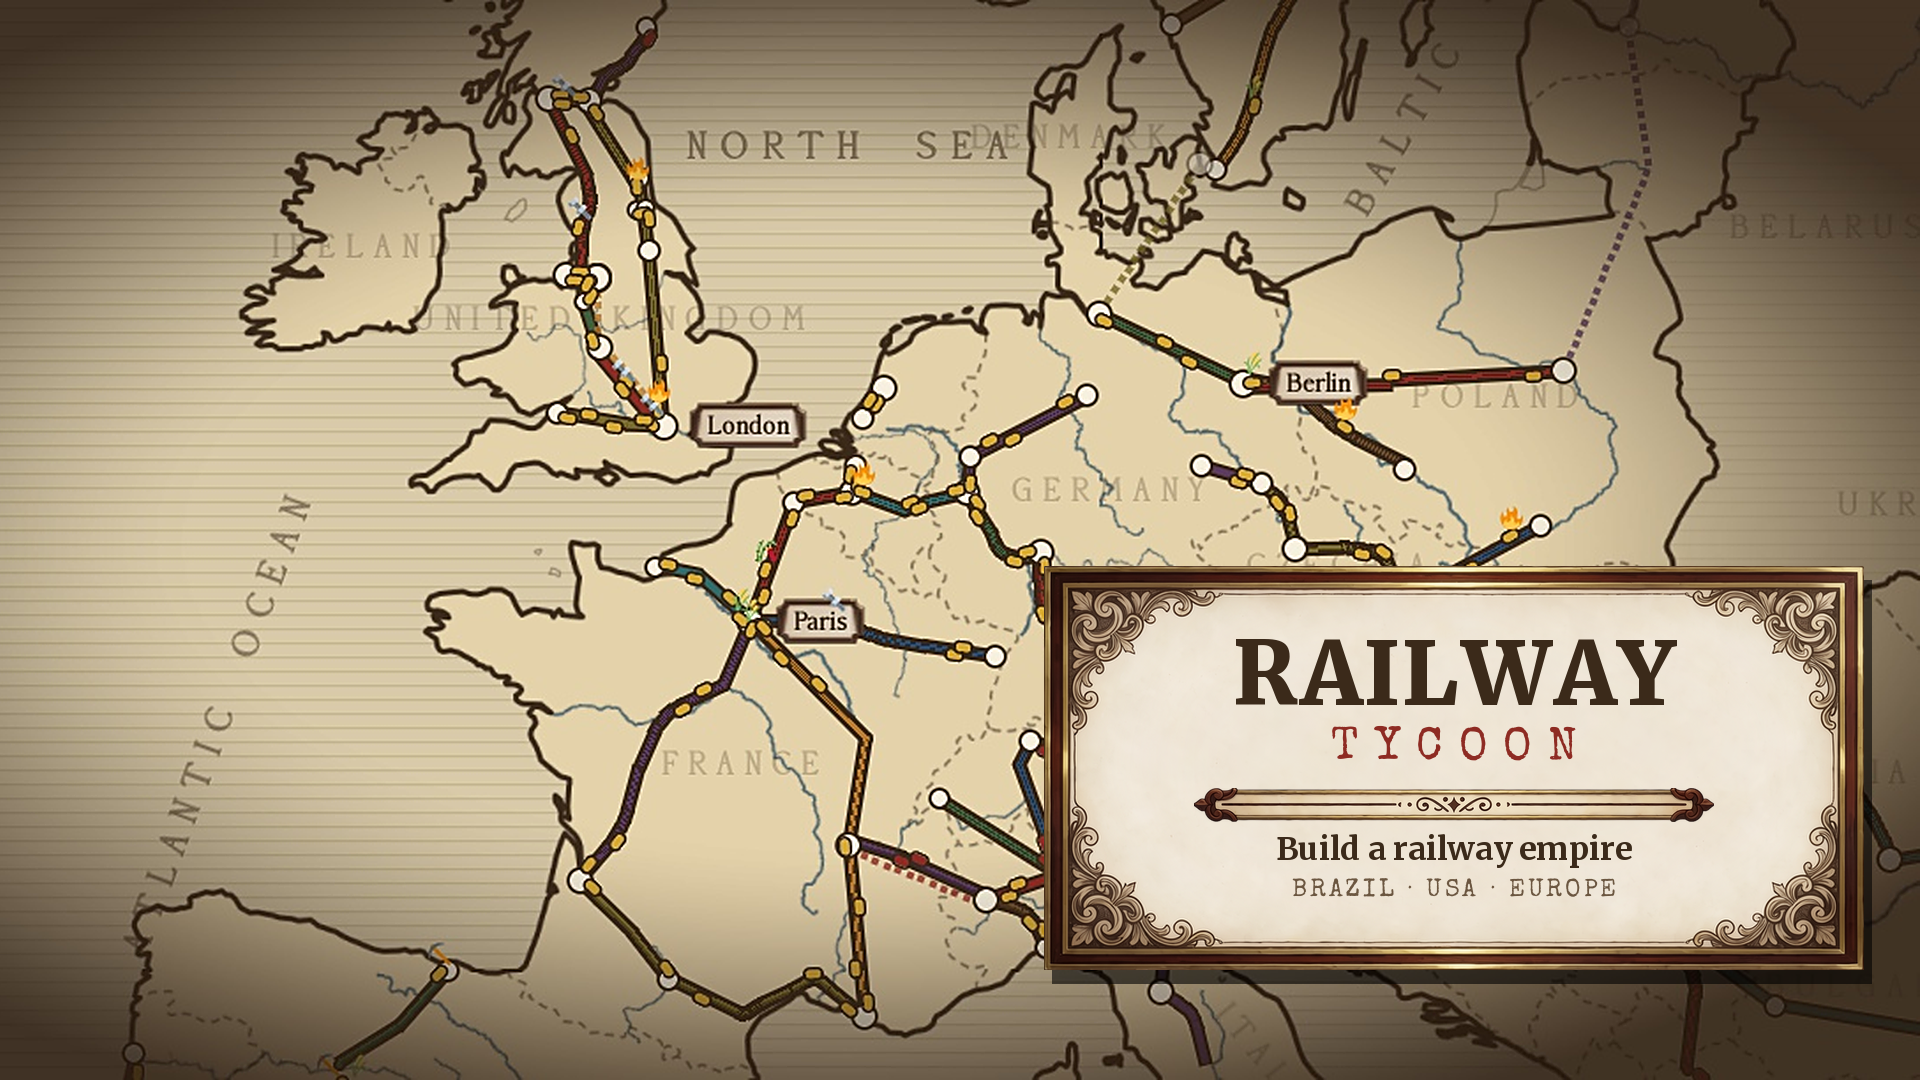 NORTH SEA
DENMARK
BALTIC
IRELAND
BELARUS
UNITED KINGDOM
London
Berlin
POLAND
GERMANY
UKR
ATLANTIC OCEAN
Paris
FRANCE
RAILWAY
TYCOON
Build a railway empire
BRAZIL · USA · EUROPE